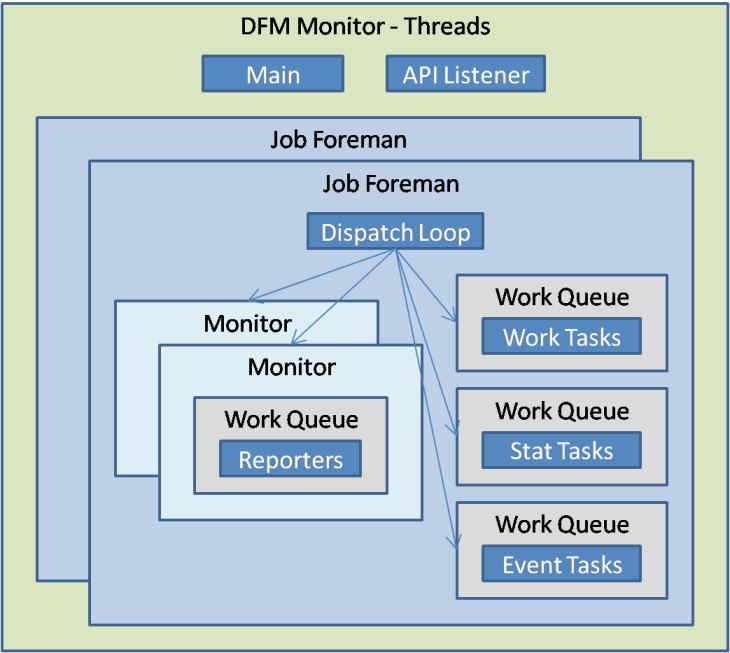 DFM Monitor - Threads
Main
API Listener
Job Foreman
Job Foreman
Dispatch Loop
Monitor
Monitor
Work Queue
Reporters
Work Queue
Work Tasks
Work Queue
Stat Tasks
Work Queue
Event Tasks